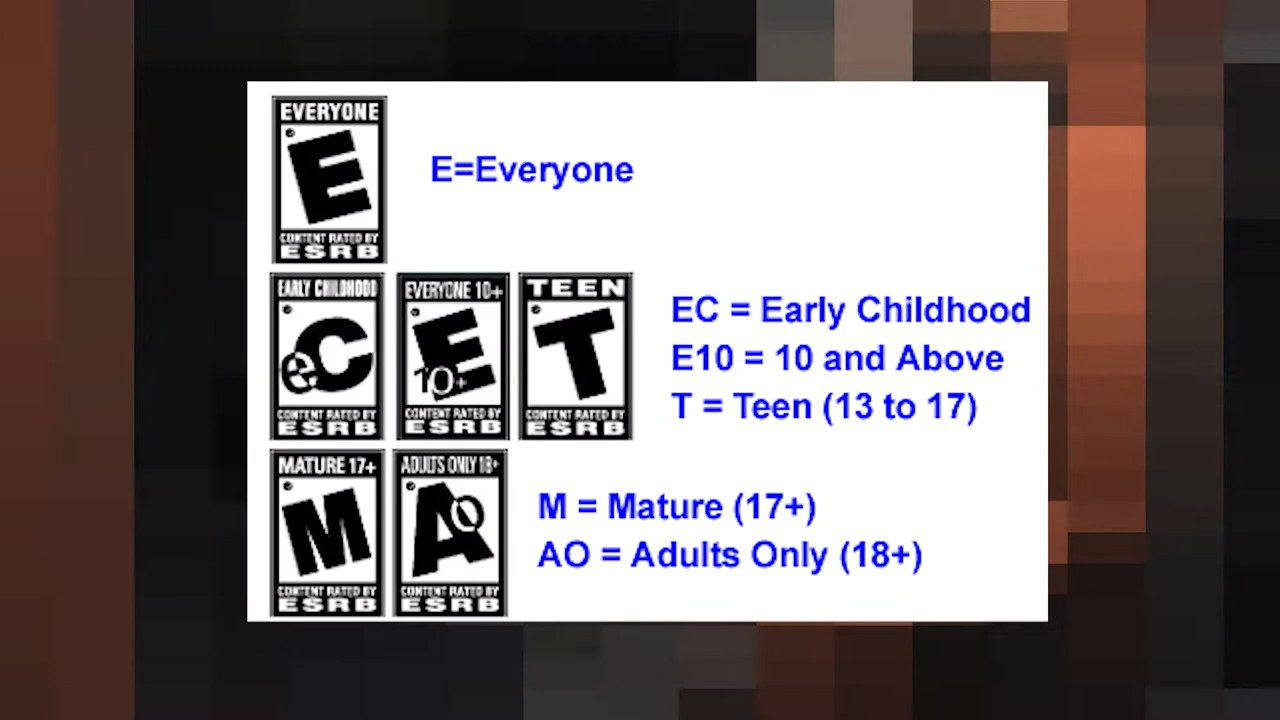 EVERYONE
E
CONTENT RATED BY
ESRB
E=Everyone
EARLY CHILDHOOD
eC
CONTENT RATED BY
ESRB
EVERYONE 10+
E
10+
CONTENT RATED BY
ESRB
TEEN
T
CONTENT RATED BY
ESRB
EC = Early Childhood
E10 = 10 and Above
T = Teen (13 to 17)
MATURE 17+
M
CONTENT RATED BY
ESRB
ADULTS ONLY 18+
AO
CONTENT RATED BY
ESRB
M = Mature (17+)
AO = Adults Only (18+)